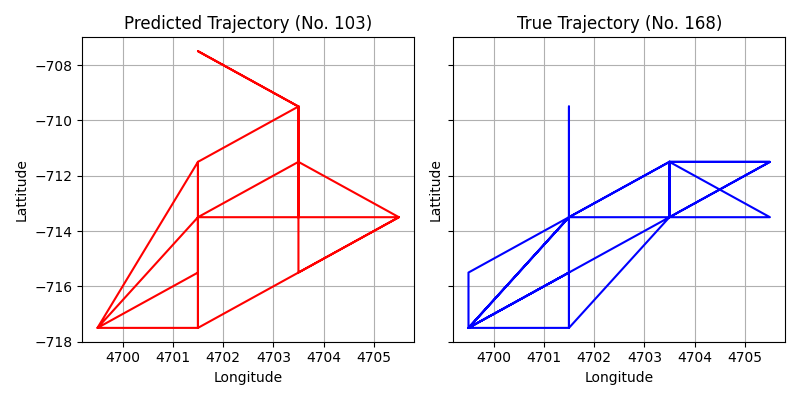 Predicted Trajectory (No. 103)
True Trajectory (No. 168)
Lattitude
−708
−710
−712
−714
−716
−718
4700 4701 4702 4703 4704 4705
Longitude
Lattitude
4700 4701 4702 4703 4704 4705
Longitude